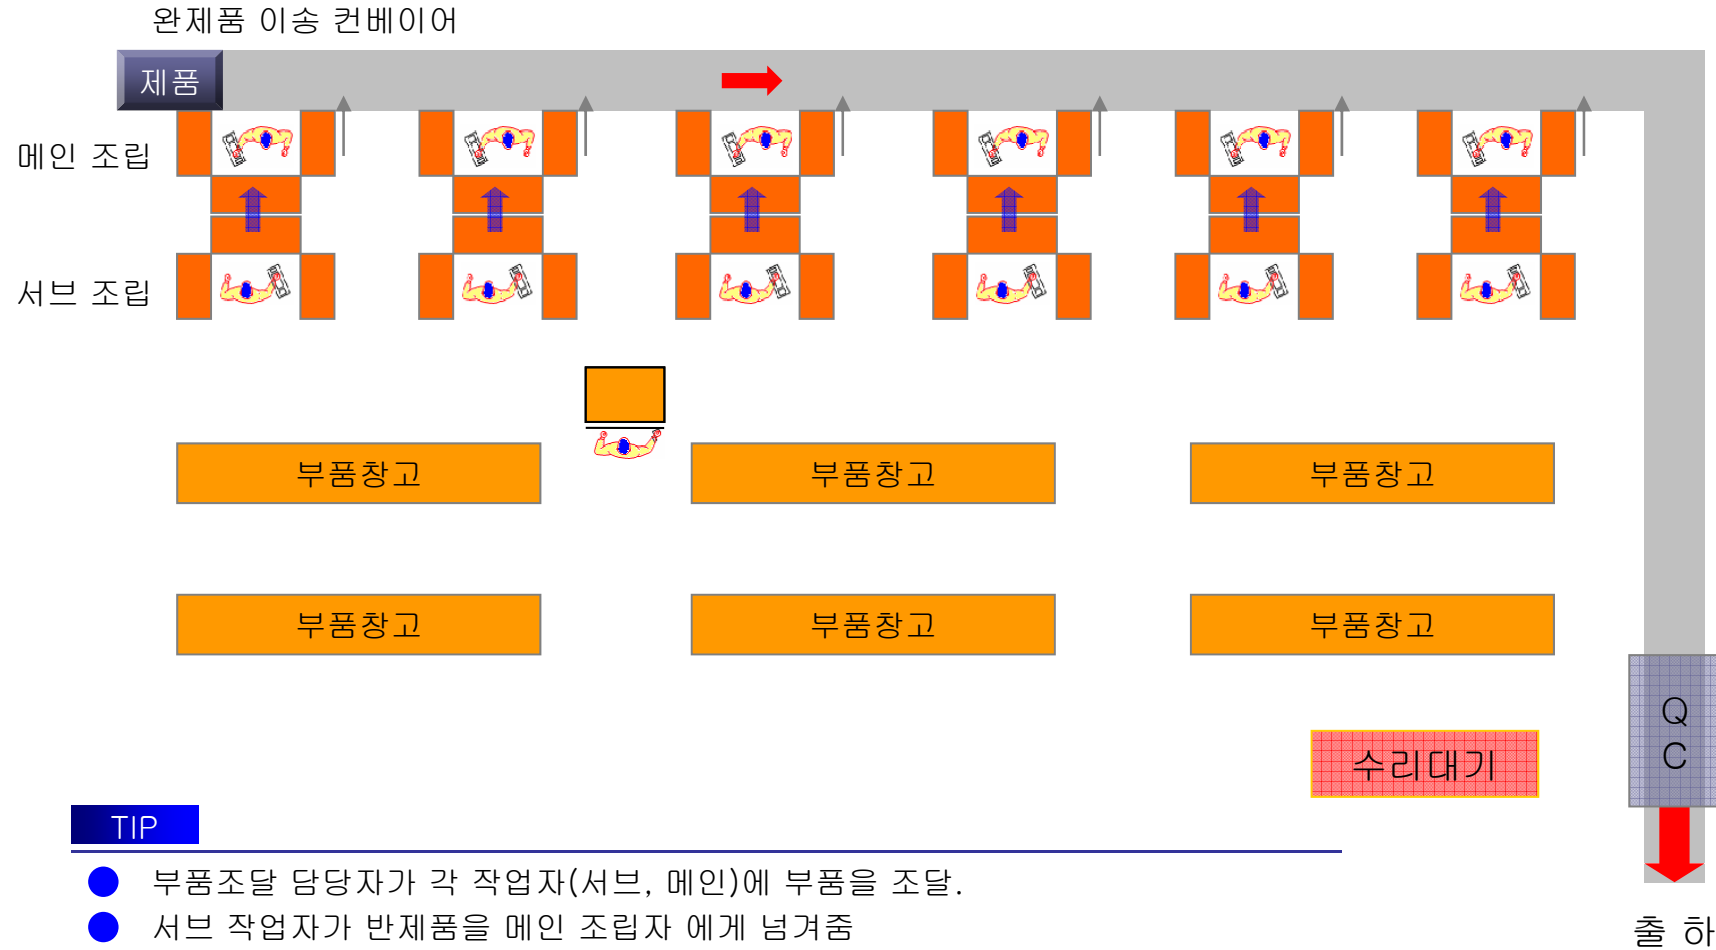 완제품 이송 컨베이어
제품
메인 조립
서브 조립
부품창고 부품창고 부품창고
부품창고 부품창고 부품창고
Q
C
수리대기
TIP
부품조달 담당자가 각 작업자(서브, 메인)에 부품을 조달.
서브 작업자가 반제품을 메인 조립자 에게 넘겨줌
출 하